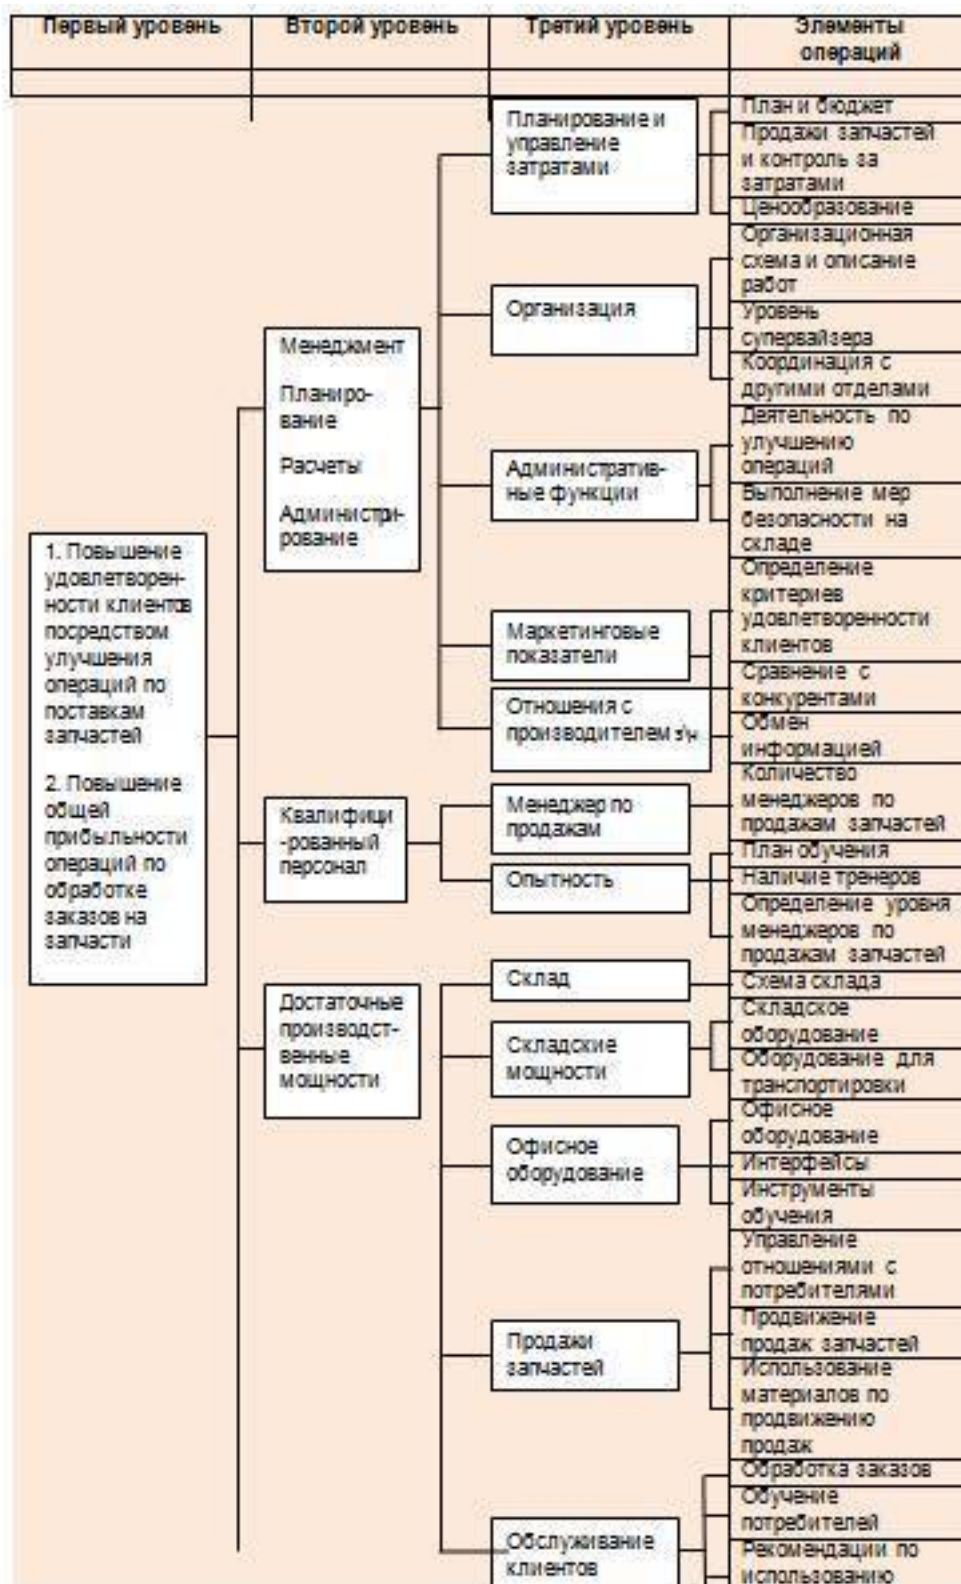 Первый уровень
Второй уровень
Третий уровень
Элементы
операций
1. Повышение
удовлетворен-
ности клиентов
посредством
улучшения
операций по
поставкам
запчастей
2. Повышение
общей
прибыльности
операций по
обработке
заказов на
запчасти
Менеджмент
Планиро-
вание
Расчеты
Администри-
рование
Квалифици
-рованный
персонал
Достаточные
производст-
венные
мощности
Планирование и
управление
затратами
Организация
Административ-
ные функции
Маркетинговые
показатели
Отношения с
производителем з/ч
Менеджер по
продажам
Опытность
Склад
Складские
мощности
Офисное
оборудование
Продажи
запчастей
Обслуживание
клиентов
План и бюджет
Продажи запчастей
и контроль за
затратами
Ценообразование
Организационная
схема и описание
работ
Уровень
супервайзера
Координация с
другими отделами
Деятельность по
улучшению
операций
Выполнение мер
безопасности на
складе
Определение
критериев
удовлетворенности
клиентов
Сравнение с
конкурентами
Обмен
информацией
Количество
менеджеров по
продажам запчастей
План обучения
Наличие тренеров
Определение уровня
менеджеров по
продажам запчастей
Схема склада
Складское
оборудование
Оборудование для
транспортировки
Офисное
оборудование
Интерфейсы
Инструменты
обучения
Управление
отношениями с
потребителями
Продвижение
продаж запчастей
Использование
материалов по
продвижению
продаж
Обработка заказов
Обучение
потребителей
Рекомендации по
использованию